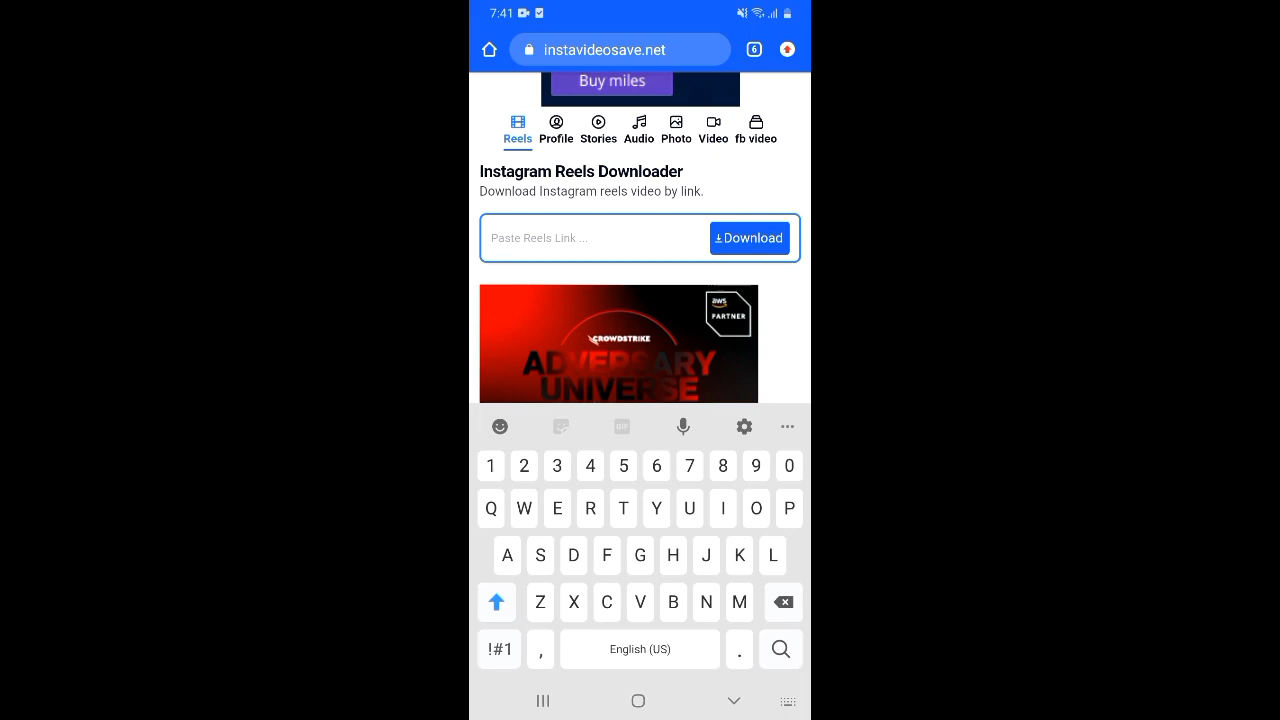 7:41
instavideosave.net
6
Buy miles
Reels Profile Stories Audio Photo Video fb video
Instagram Reels Downloader
Download Instagram reels video by link.
Paste Reels Link ...
Download
aws
PARTNER
CROWDSTRIKE
ADVERSARY
UNIVERSE
GIF
1 2 3 4 5 6 7 8 9 0
Q W E R T Y U I O P
A S D F G H J K L
Z X C V B N M
!#1 , English (US) .